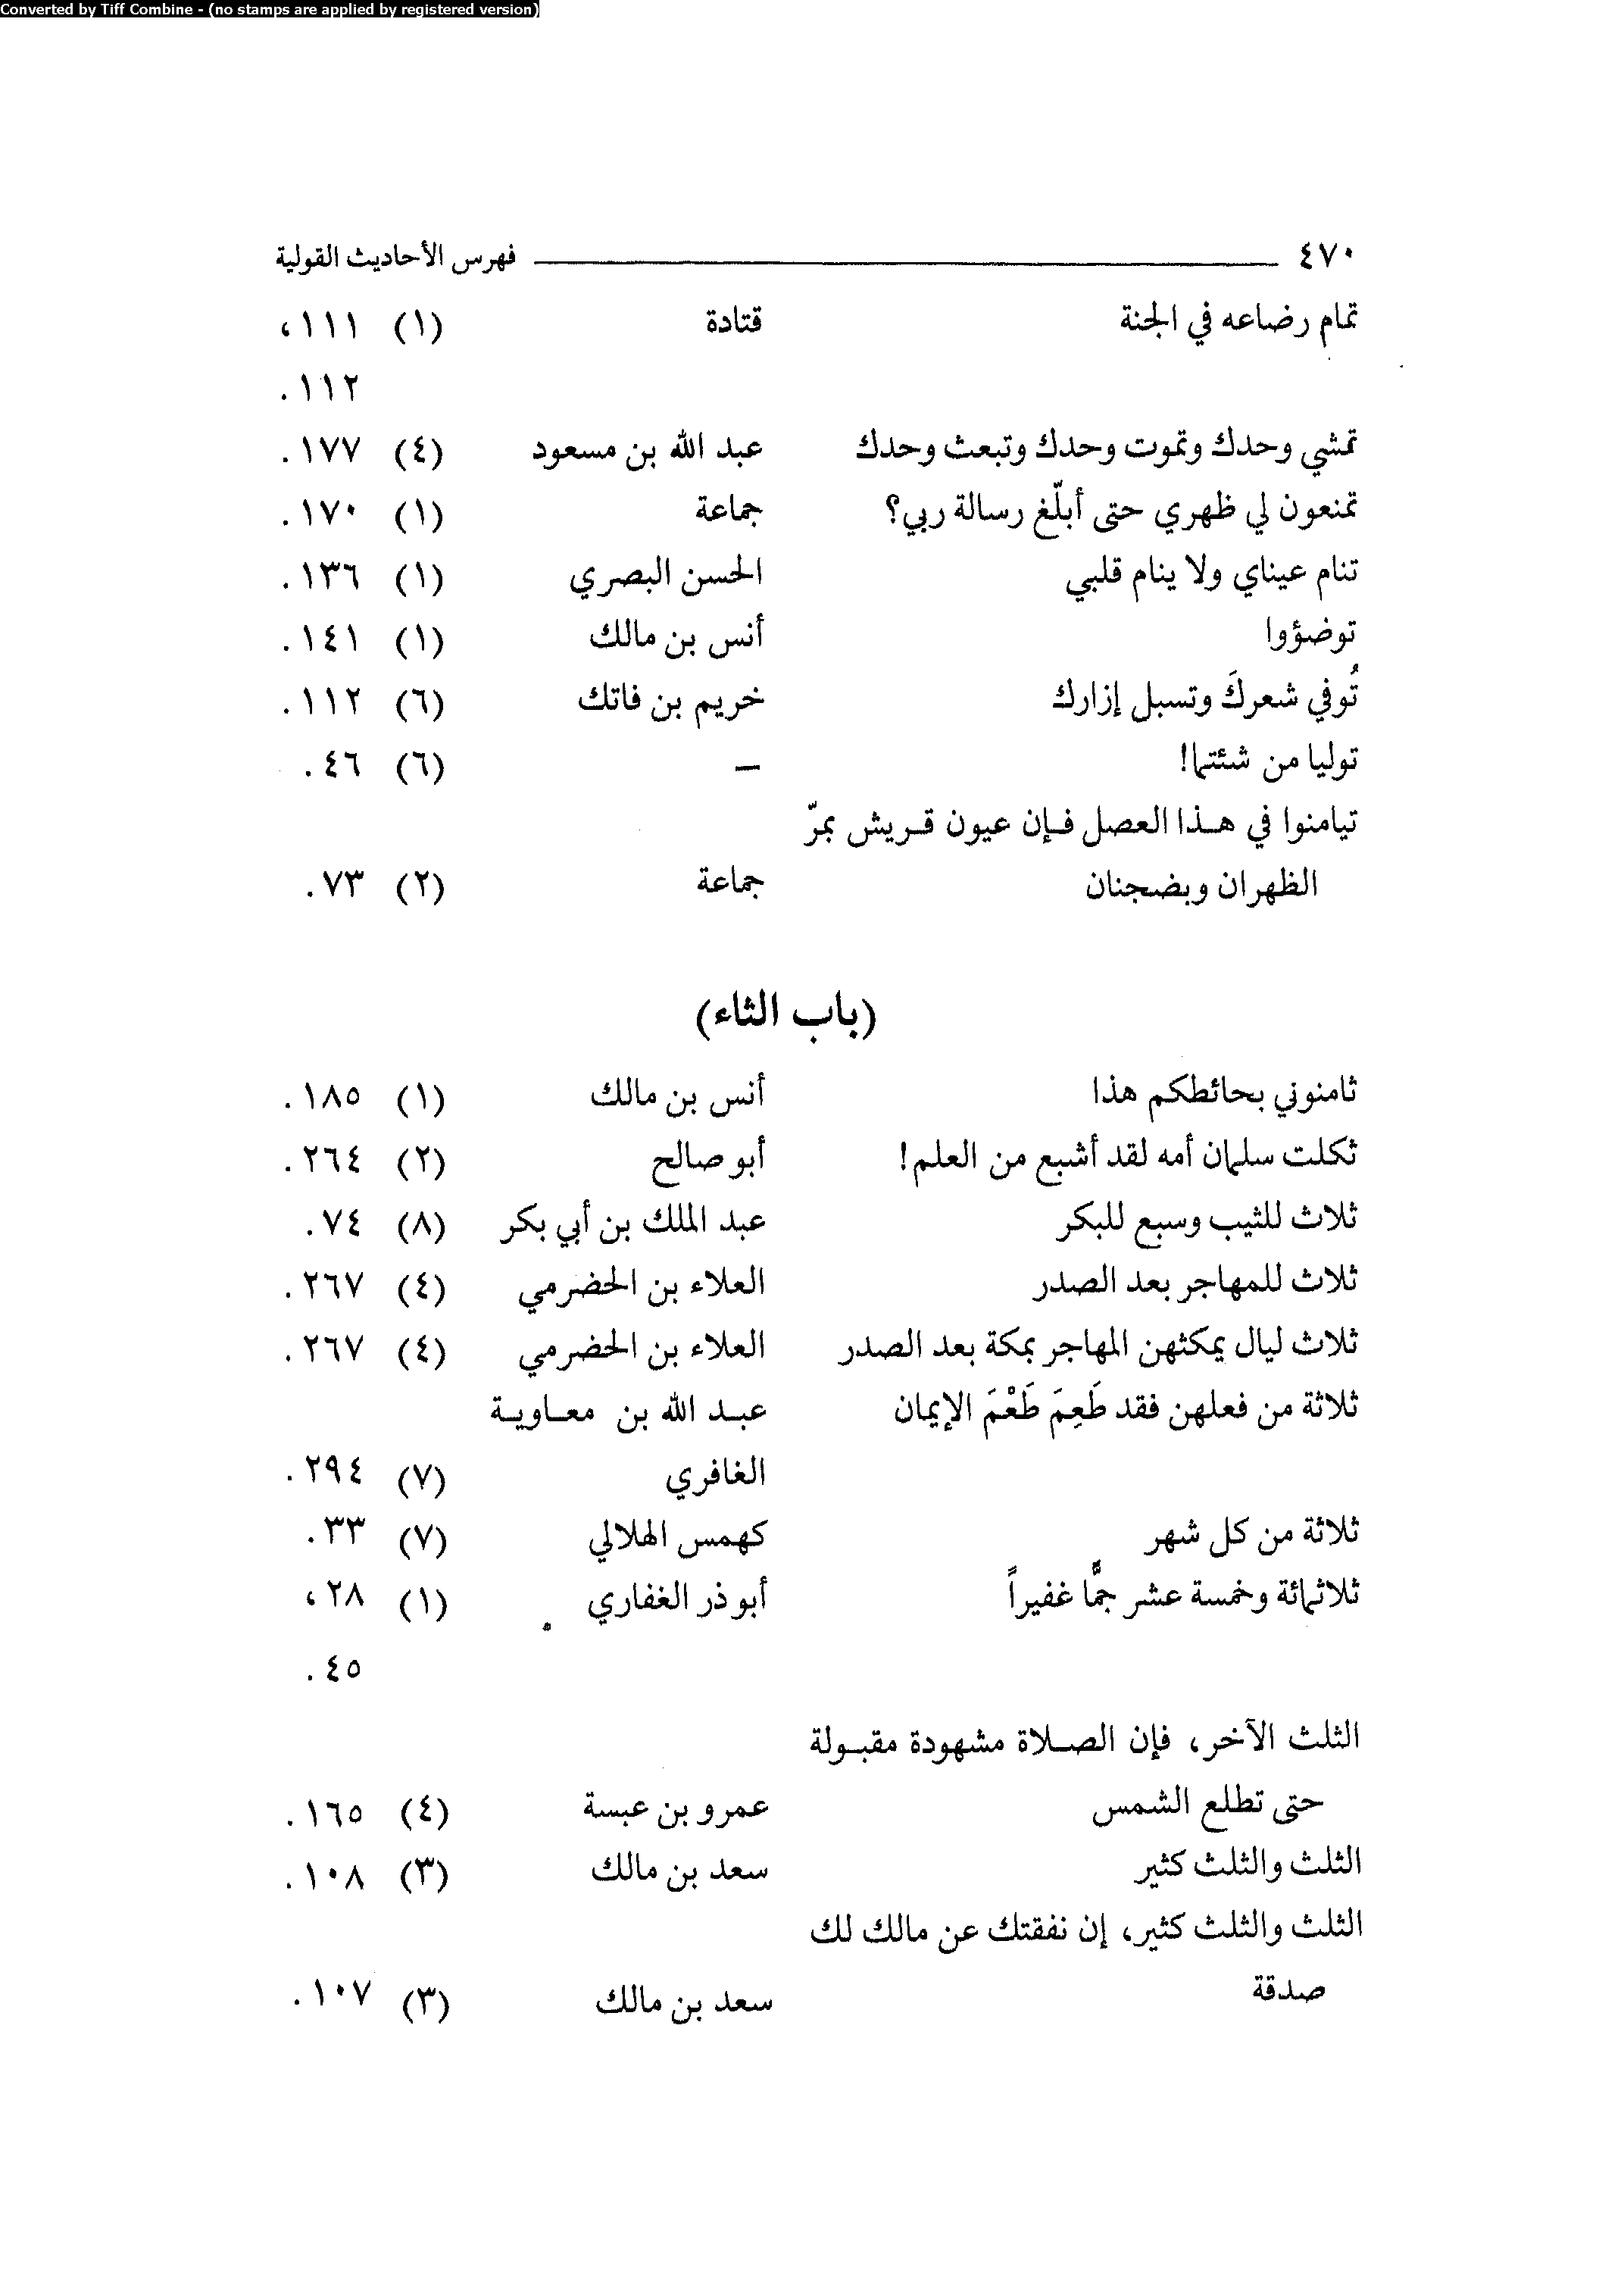 Converted by Tiff Combine - (no stamps are applied by registered version)
٤٧٠ فهرس الأحاديث القولية
تمام رضاعه في الجنة قتادة (١) ١١١،
١١٢.
تمشي وحدك وتموت وحدك وتبعث وحدك عبد الله بن مسعود (٤) ١٧٧.
تمنعون لي ظهري حتى أبلّغ رسالة ربي؟ جماعة (١) ١٧٠.
تنام عيناي ولا ينام قلبي الحسن البصري (١) ١٣٦.
توضؤوا أنس بن مالك (١) ١٤١.
تُوفي شعركَ وتسبل إزارك خريم بن فاتك (٦) ١١٢.
توليا من شئتما! – (٦) ٤٦.
تيامنوا في هذا العصل فإن عيون قريش بمرّ
الظهران وبضجنان جماعة (٢) ٧٣.
(باب الثاء)
ثامنوني بحائطكم هذا أنس بن مالك (١) ١٨٥.
ثكلت سلمان أمه لقد أشبع من العلم! أبو صالح (٢) ٢٦٤.
ثلاث للثيب وسبع للبكر عبد الملك بن أبي بكر (٨) ٧٤.
ثلاث للمهاجر بعد الصدر العلاء بن الحضرمي (٤) ٢٦٧.
ثلاث ليال يمكثهن المهاجر بمكة بعد الصدر العلاء بن الحضرمي (٤) ٢٦٧.
ثلاثة من فعلهن فقد طَعِمَ طَعْمَ الإيمان عبد الله بن معاوية
الغافري (٧) ٢٩٤.
ثلاثة من كل شهر كهمس الهلالي (٧) ٣٣.
ثلاثمائة وخمسة عشر جمًّا غفيراً أبو ذر الغفاري (١) ٢٨،
٤٥.
الثلث الآخر، فإن الصلاة مشهودة مقبولة
حتى تطلع الشمس عمرو بن عبسة (٤) ١٦٥.
الثلث والثلث كثير سعد بن مالك (٣) ١٠٨.
الثلث والثلث كثير، إن نفقتك عن مالك لك
صدقة سعد بن مالك (٣) ١٠٧.